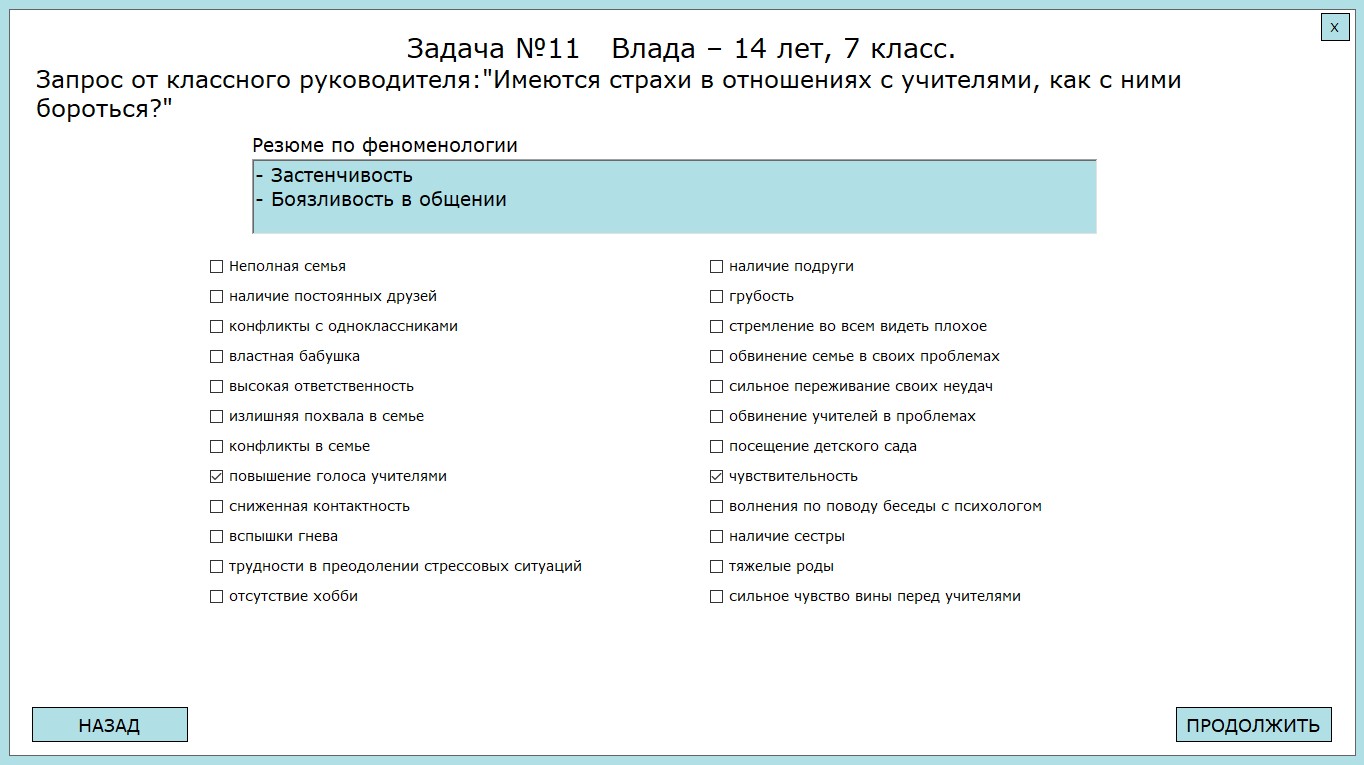 X
Задача №11 Влада – 14 лет, 7 класс.
Запрос от классного руководителя:"Имеются страхи в отношениях с учителями, как с ними
бороться?"
Резюме по феноменологии
- Застенчивость
- Боязливость в общении
Неполная семья
наличие постоянных друзей
конфликты с одноклассниками
властная бабушка
высокая ответственность
излишняя похвала в семье
конфликты в семье
повышение голоса учителями
сниженная контактность
вспышки гнева
трудности в преодолении стрессовых ситуаций
отсутствие хобби
наличие подруги
грубость
стремление во всем видеть плохое
обвинение семье в своих проблемах
сильное переживание своих неудач
обвинение учителей в проблемах
посещение детского сада
чувствительность
волнения по поводу беседы с психологом
наличие сестры
тяжелые роды
сильное чувство вины перед учителями
НАЗАД
ПРОДОЛЖИТЬ